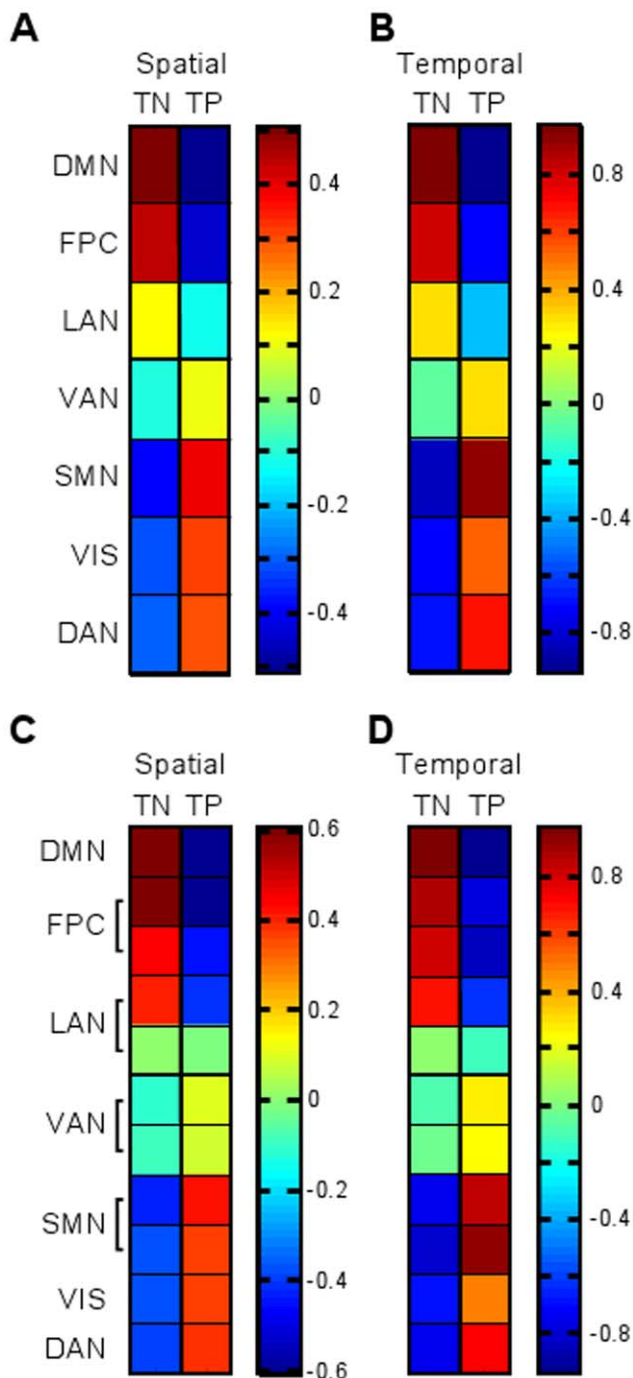 A
Spatial
TN TP
DMN
FPC
LAN
VAN
SMN
VIS
DAN
0.4
0.2
0
-0.2
-0.4
B
Temporal
TN TP
0.8
0.4
0
-0.4
-0.8
C
Spatial
TN TP
DMN
FPC
LAN
VAN
SMN
VIS
DAN
0.6
0.4
0.2
0
-0.2
-0.4
-0.6
D
Temporal
TN TP
0.8
0.4
0
-0.4
-0.8